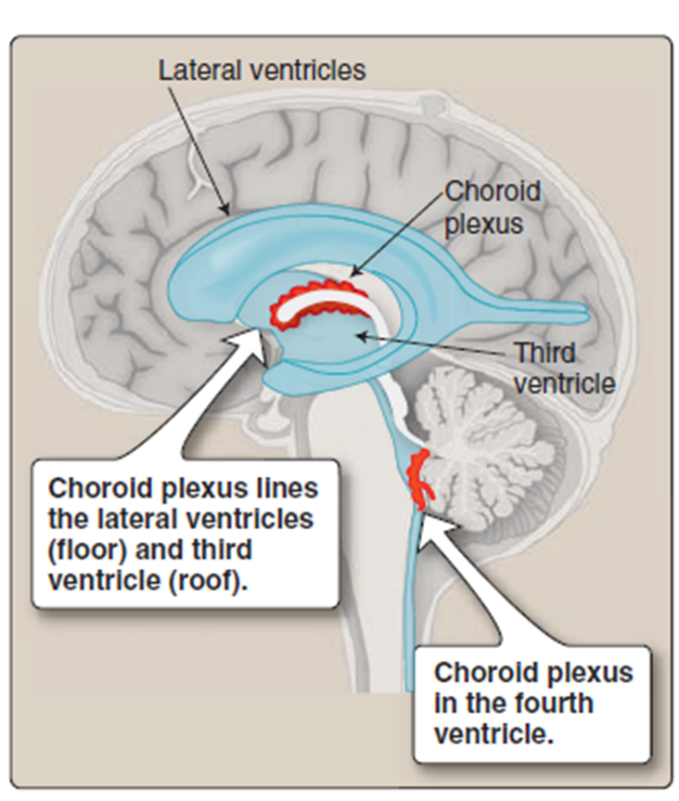 Lateral ventricles
Choroid
plexus
Third
ventricle
Choroid plexus lines
the lateral ventricles
(floor) and third
ventricle (roof).
Choroid plexus
in the fourth
ventricle.